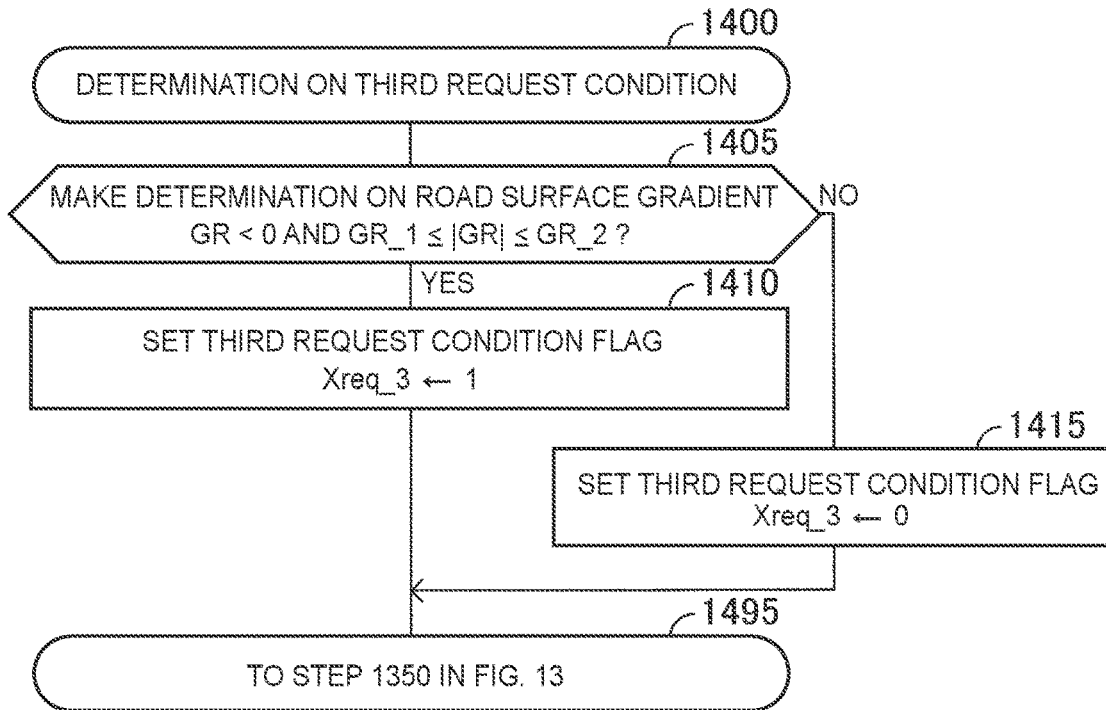 1400
DETERMINATION ON THIRD REQUEST CONDITION
1405
MAKE DETERMINATION ON ROAD SURFACE GRADIENT
GR < 0 AND GR_1 ≤ |GR| ≤ GR_2 ?
NO
YES
1410
SET THIRD REQUEST CONDITION FLAG
Xreq_3 ← 1
1415
SET THIRD REQUEST CONDITION FLAG
Xreq_3 ← 0
1495
TO STEP 1350 IN FIG. 13